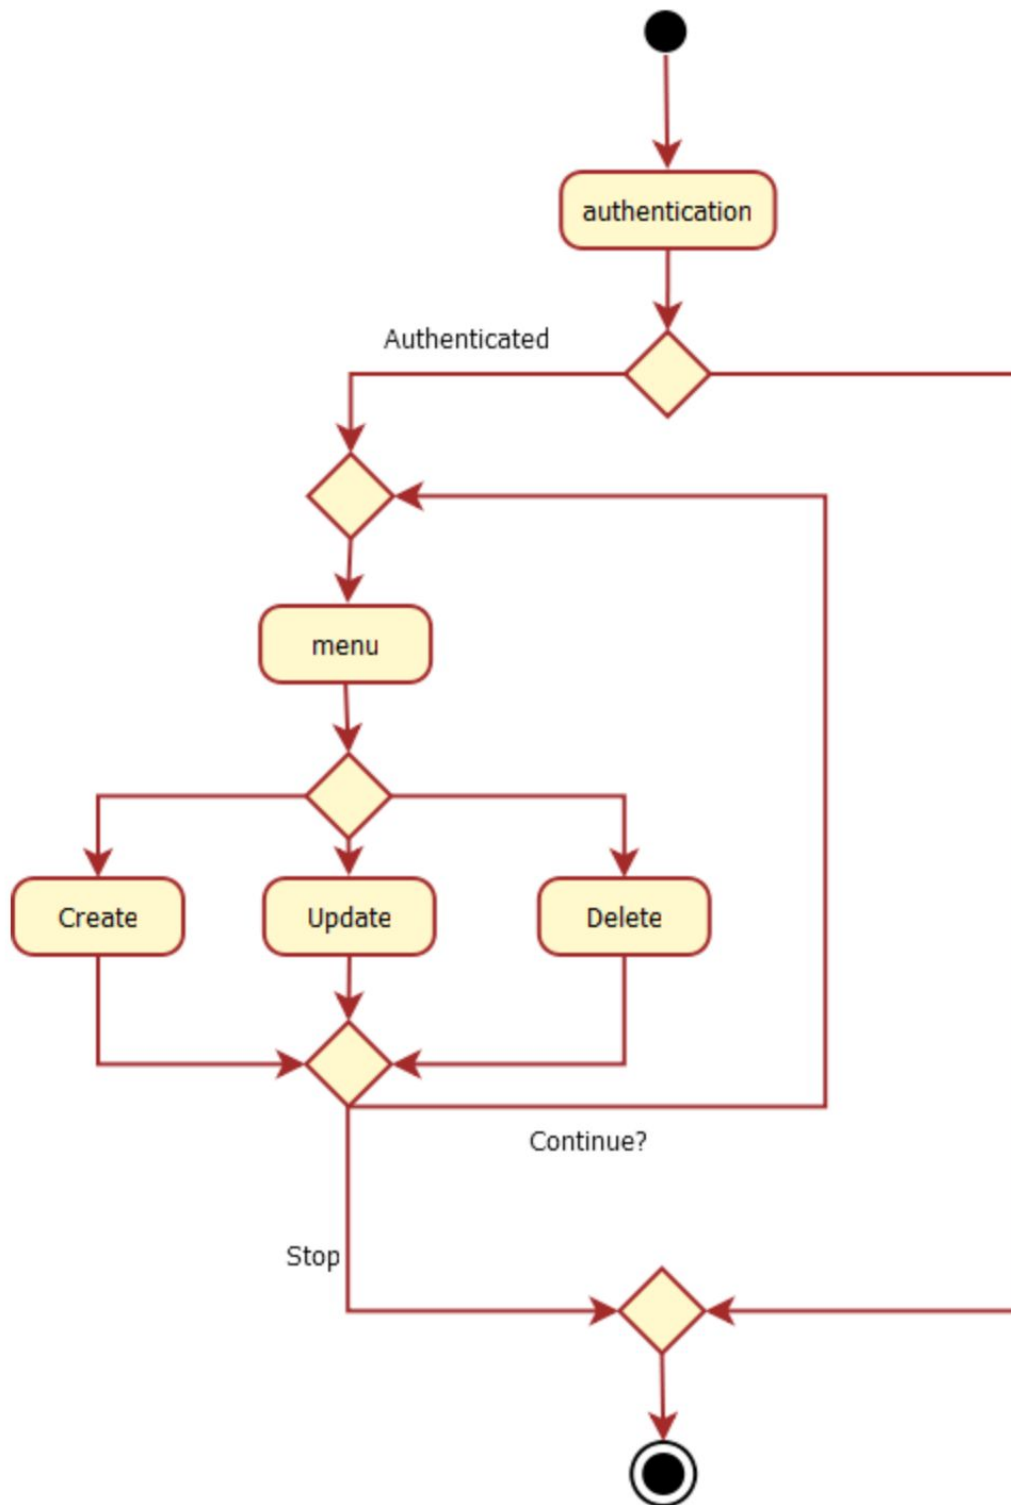 authentication
Authenticated
menu
Create
Update
Delete
Continue?
Stop